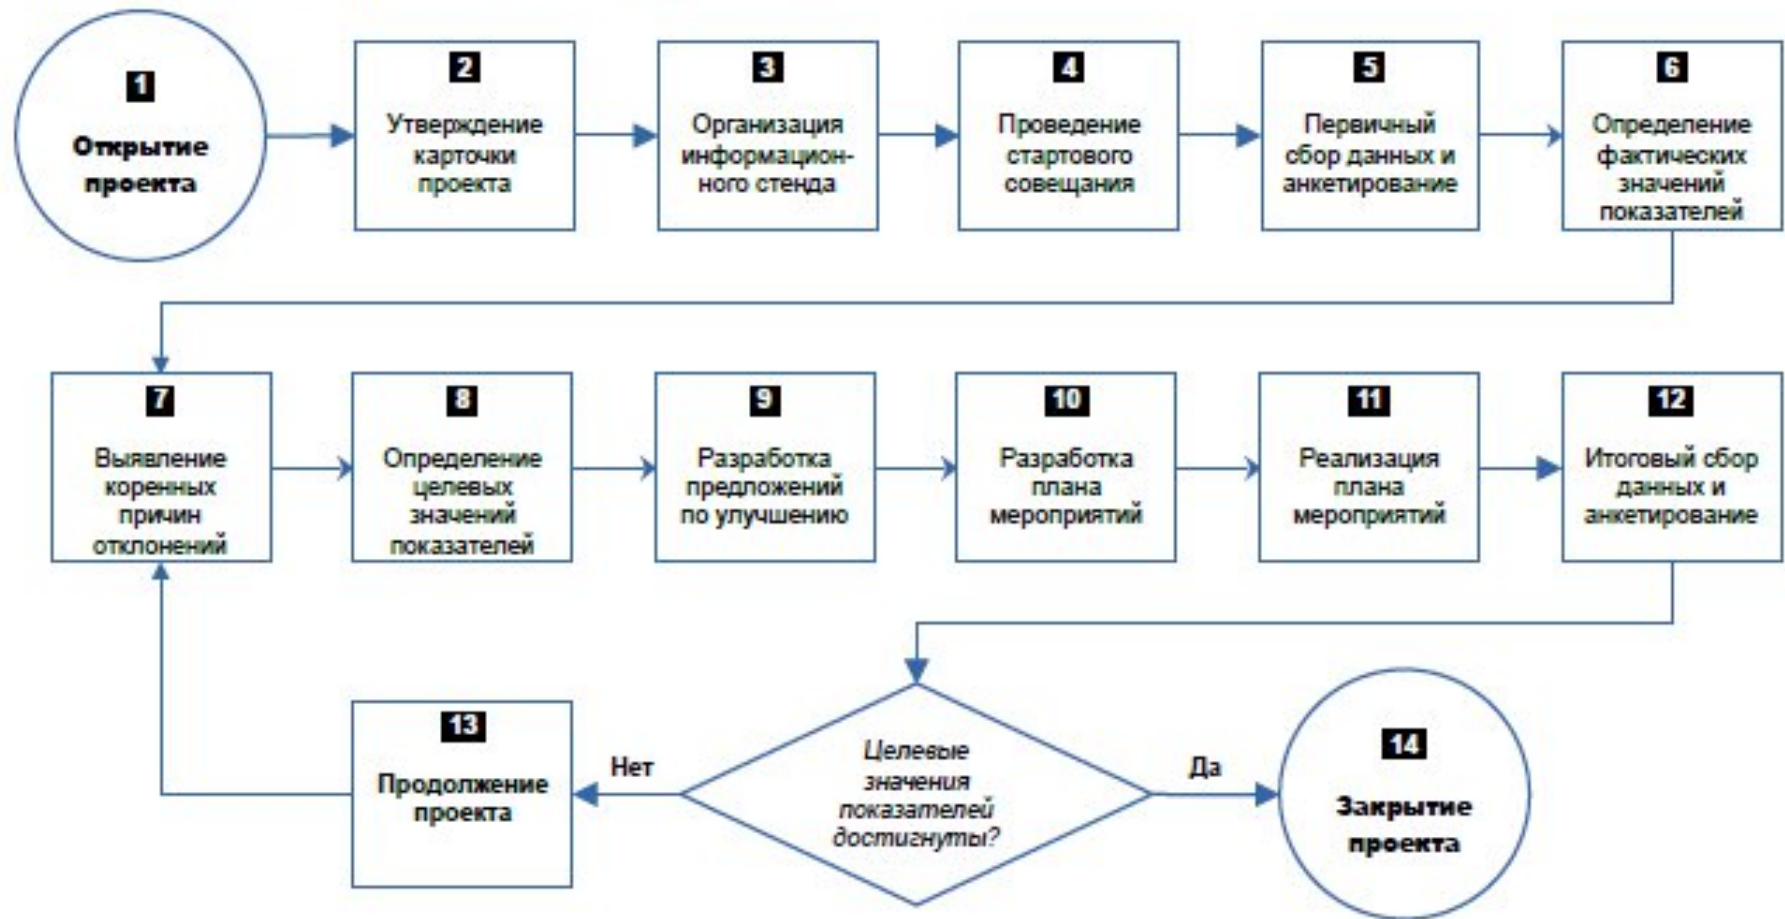 1
Открытие
проекта
2
Утверждение
карточки
проекта
3
Организация
информацион-
ного стенда
4
Проведение
стартового
совещания
5
Первичный
сбор данных и
анкетирование
6
Определение
фактических
значений
показателей
7
Выявление
коренных
причин
отклонений
8
Определение
целевых
значений
показателей
9
Разработка
предложений
по улучшению
10
Разработка
плана
мероприятий
11
Реализация
плана
мероприятий
12
Итоговый сбор
данных и
анкетирование
13
Продолжение
проекта
Нет
Целевые
значения
показателей
достигнуты?
Да
14
Закрытие
проекта